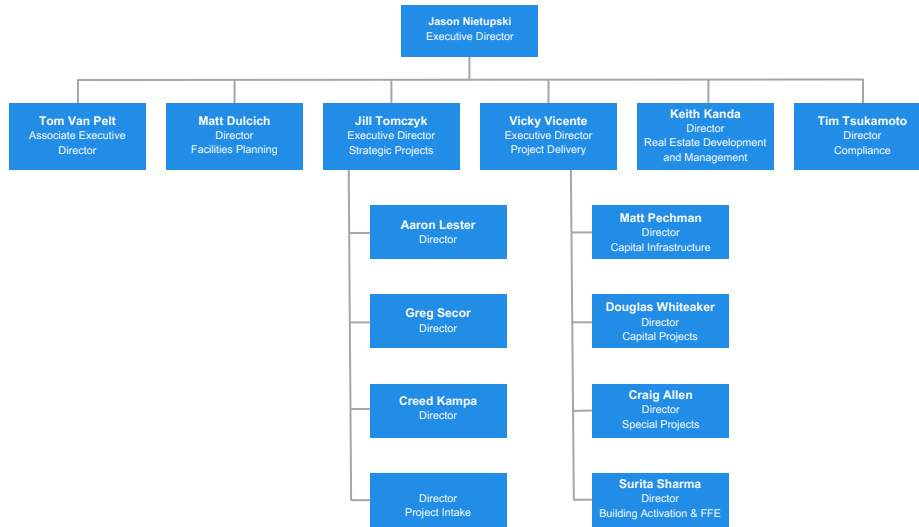 Jason Nietupski
Executive Director
Tom Van Pelt
Associate Executive
Director
Matt Dulcich
Director
Facilities Planning
Jill Tomczyk
Executive Director
Strategic Projects
Vicky Vicente
Executive Director
Project Delivery
Keith Kanda
Director
Real Estate Development
and Management
Tim Tsukamoto
Director
Compliance
Aaron Lester
Director
Greg Secor
Director
Creed Kampa
Director
Director
Project Intake
Matt Pechman
Director
Capital Infrastructure
Douglas Whiteaker
Director
Capital Projects
Craig Allen
Director
Special Projects
Surita Sharma
Director
Building Activation & FFE